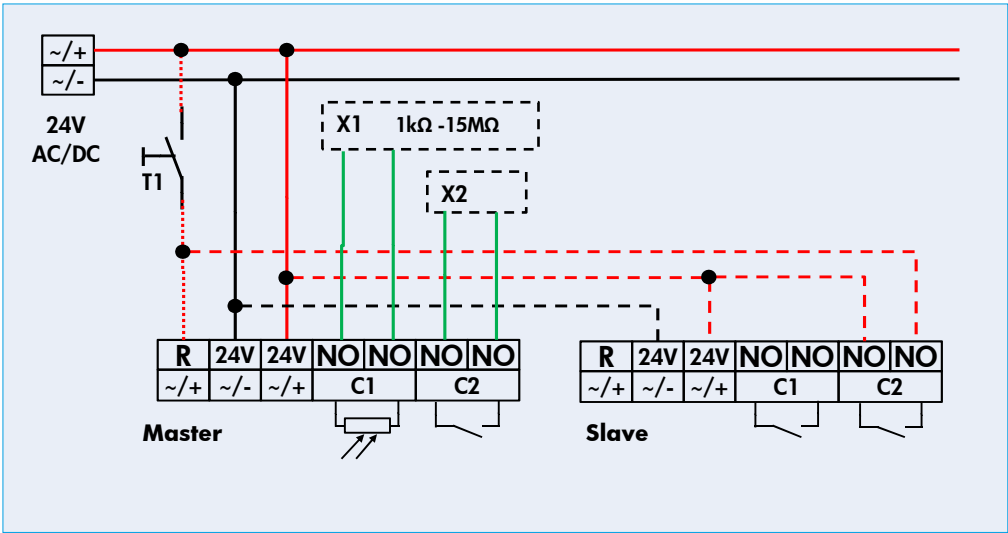 ~/+
~/-
24V
AC/DC
T1
X1 1kΩ -15MΩ
X2
R 24V 24V NO NO NO NO
~/+ ~/- ~/+ C1 C2
Master
R 24V 24V NO NO NO NO
~/+ ~/- ~/+ C1 C2
Slave